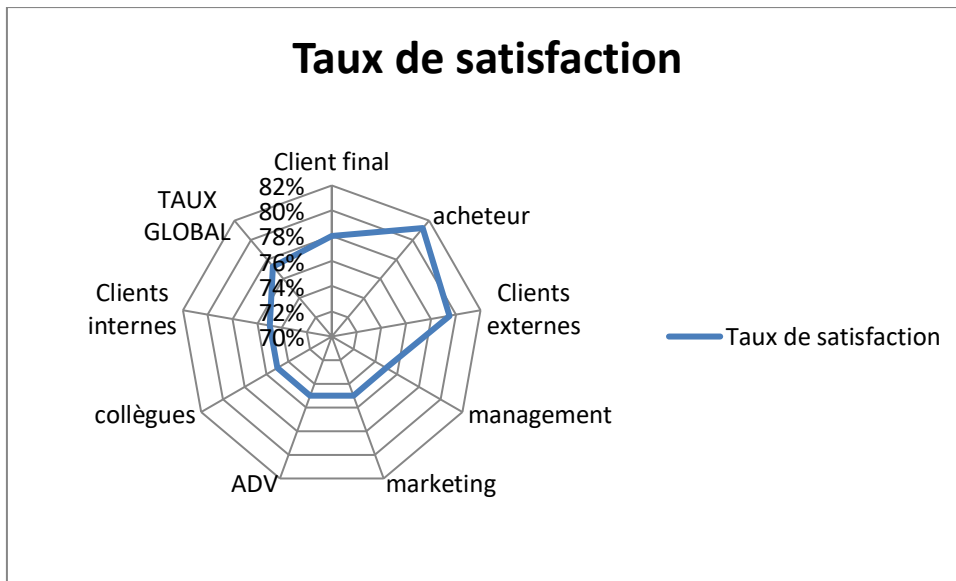 Taux de satisfaction
Client final
82%
80%
78%
76%
74%
72%
70%
acheteur
Clients
externes
management
marketing
ADV
collègues
Clients
internes
TAUX
GLOBAL
Taux de satisfaction